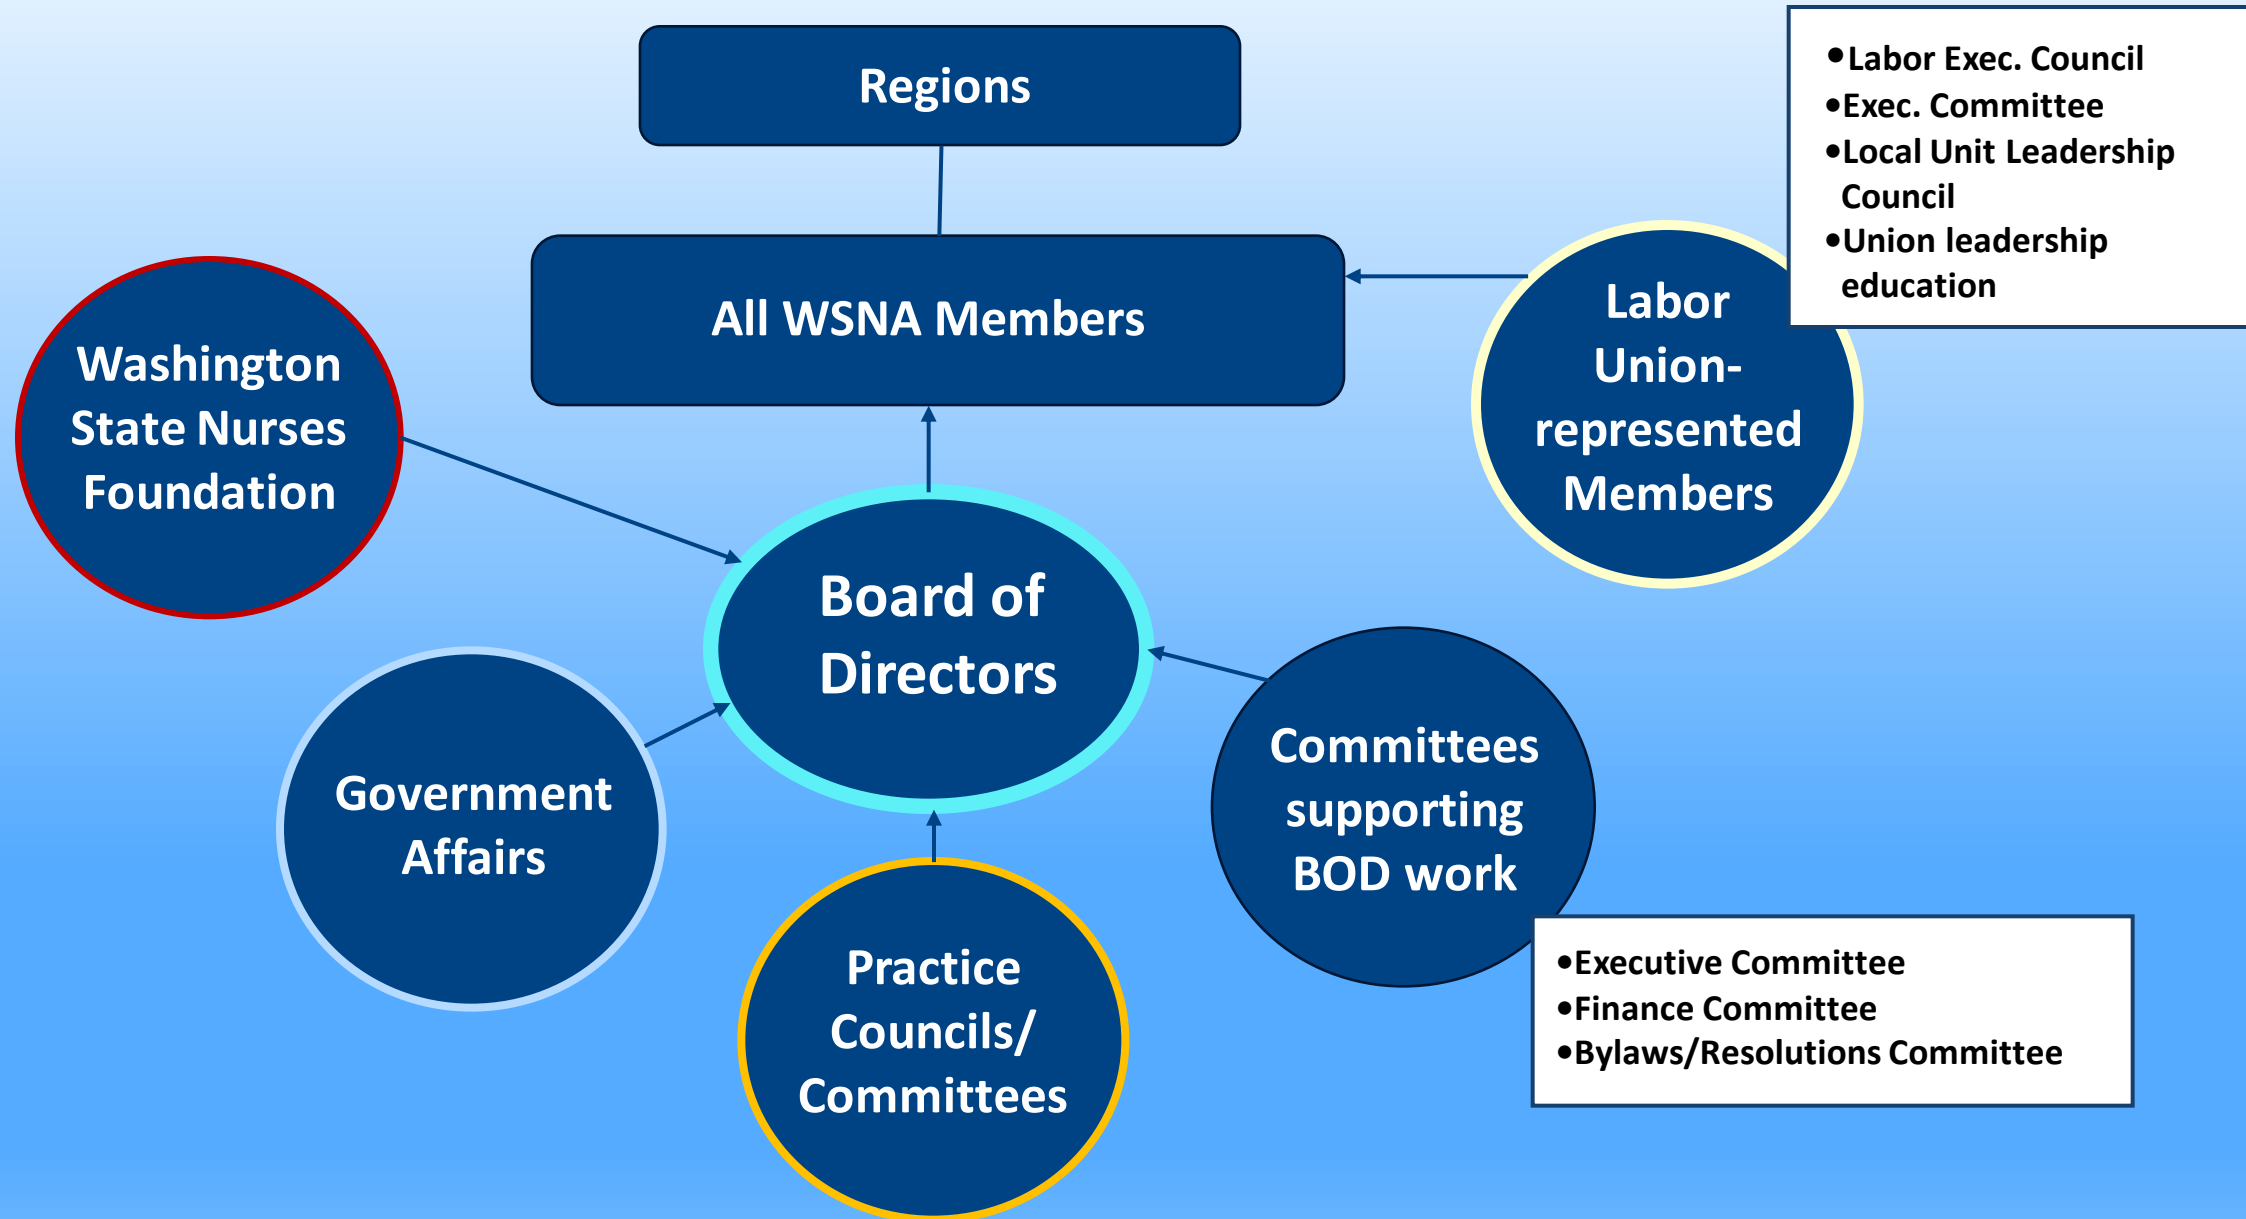 Regions
•Labor Exec. Council
•Exec. Committee
•Local Unit Leadership
Council
•Union leadership
education
All WSNA Members
Labor
Union-
represented
Members
Washington
State Nurses
Foundation
Board of
Directors
Government
Affairs
Committees
supporting
BOD work
Practice
Councils/
Committees
•Executive Committee
•Finance Committee
•Bylaws/Resolutions Committee